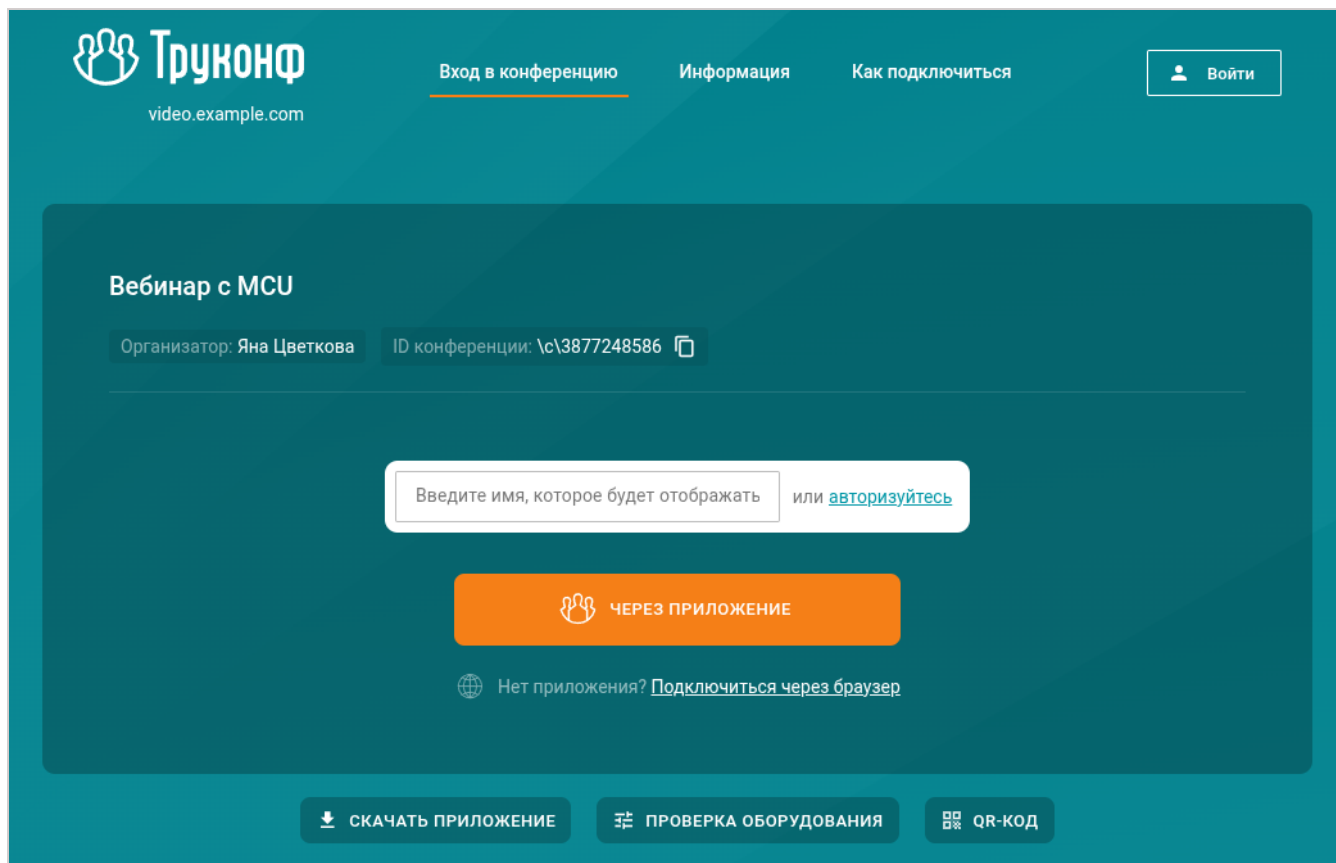 Труконф
video.example.com
Вход в конференцию Информация Как подключиться Войти
Вебинар с MCU
Организатор: Яна Цветкова ID конференции: \c\3877248586
Введите имя, которое будет отображать или авторизуйтесь
ЧЕРЕЗ ПРИЛОЖЕНИЕ
Нет приложения? Подключиться через браузер
СКАЧАТЬ ПРИЛОЖЕНИЕ ПРОВЕРКА ОБОРУДОВАНИЯ QR-КОД